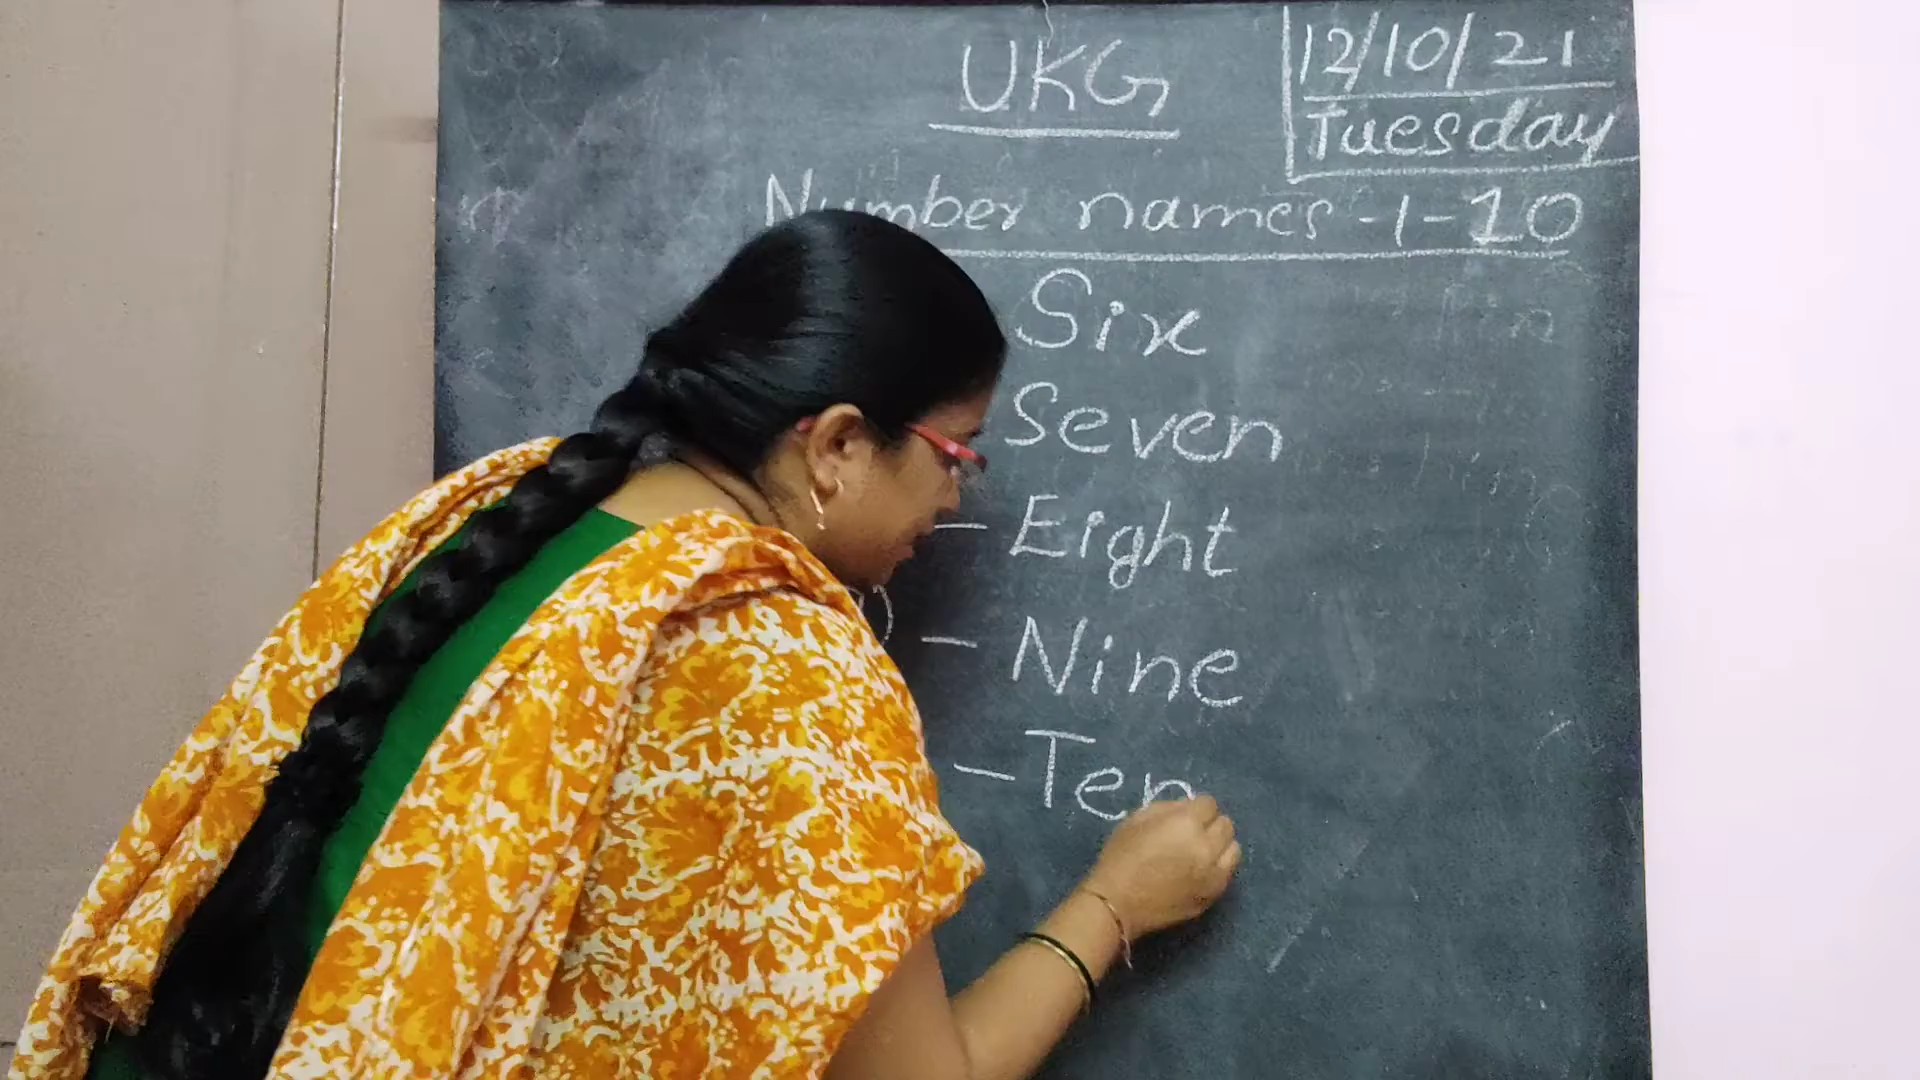 UKG
12/10/21
Tuesday
Number names - 1 - 10
Six
Seven
- Eight
- Nine
- Ten